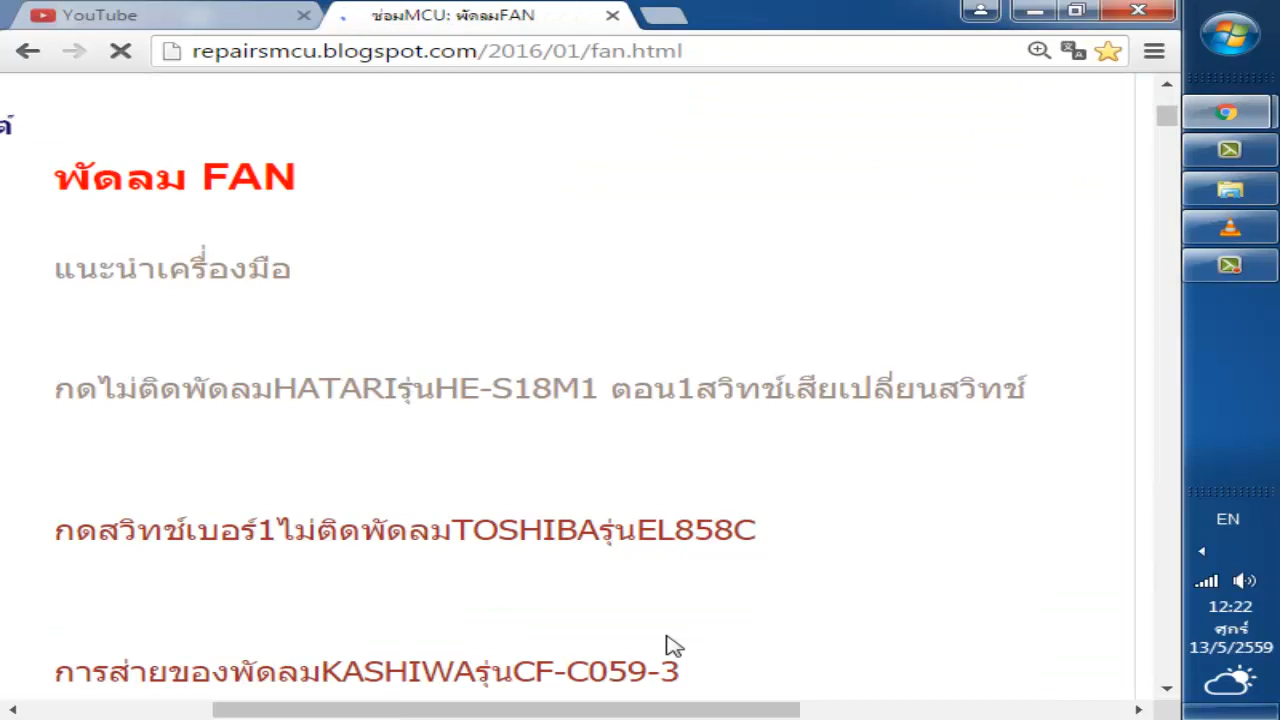 YouTube
ซ่อมMCU: พัดลมFAN
repairsmcu.blogspot.com/2016/01/fan.html
ต์
พัดลม FAN
แนะนำเครื่องมือ
กดไม่ติดพัดลมHATARIรุ่นHE-S18M1 ตอน1สวิทช์เสียเปลี่ยนสวิทช์
กดสวิทช์เบอร์1ไม่ติดพัดลมTOSHIBAรุ่นEL858C
การส่ายของพัดลมKASHIWAรุ่นCF-C059-3
EN
12:22
ศุกร์
13/5/2559